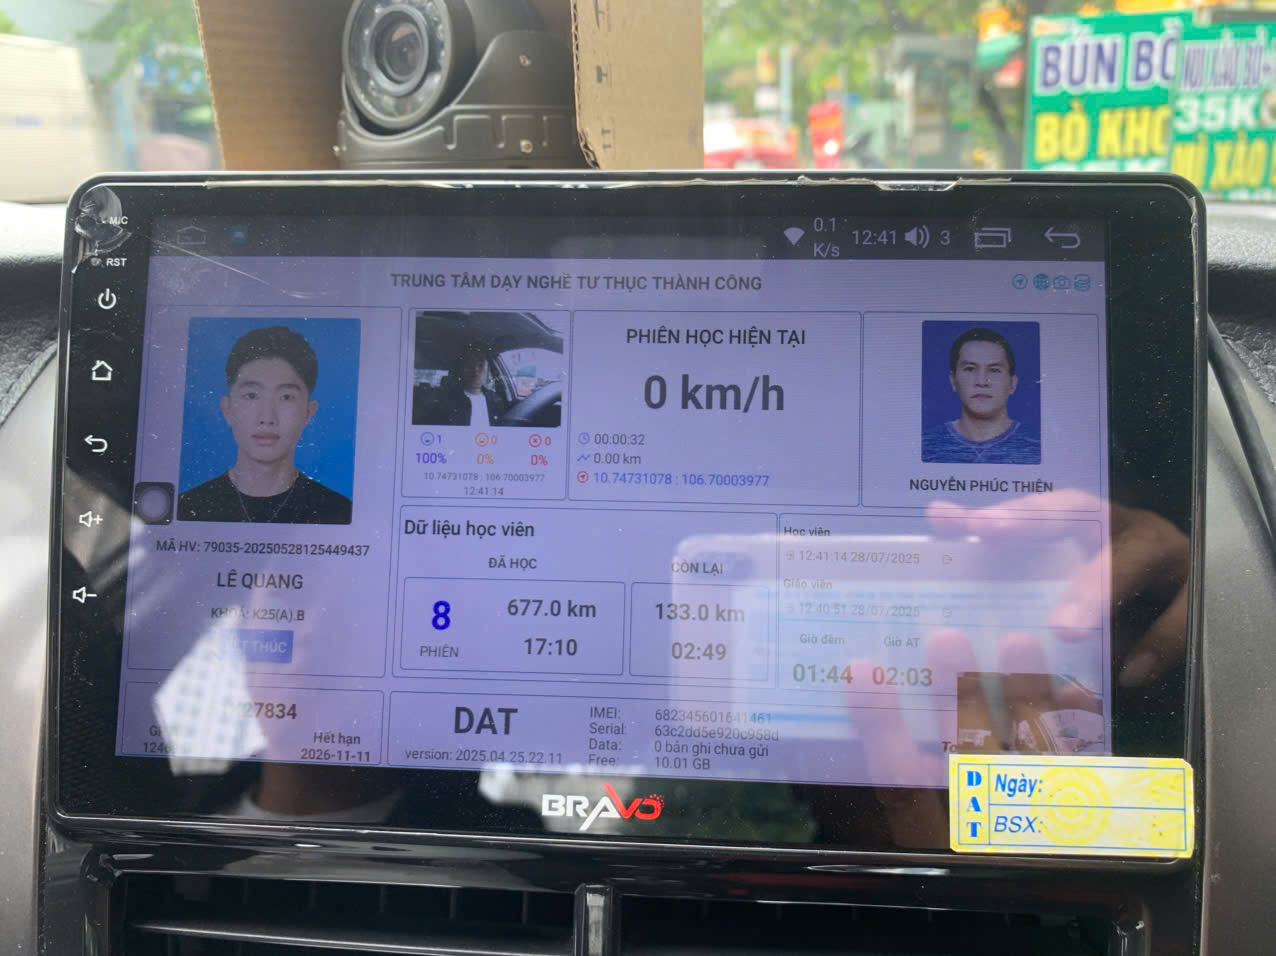 BÚN BÒ
BÒ KHO
35K
MÌ XÀO
MIC
RST
0.1
K/s
12:41
3
TRUNG TÂM DẠY NGHỀ TƯ THỤC THÀNH CÔNG
MÃ HV: 79035-20250528125449437
LÊ QUANG
KHOÁ: K25(A).B
THÚC
27834
Hết hạn
2026-11-11
1 0 0
100% 0% 0%
10.74731078 : 106.70003977
12:41:14
PHIÊN HỌC HIỆN TẠI
0 km/h
00:00:32
0.00 km
10.74731078 : 106.70003977
NGUYỄN PHÚC THIỆN
Dữ liệu học viên
ĐÃ HỌC
8
PHIÊN
677.0 km
17:10
CÒN LẠI
133.0 km
02:49
Học viên
12:41:14 28/07/2025
Giáo viên
12:40:51 28/07/2025
Giờ đêm Giờ AT
01:44 02:03
DAT
version: 2025.04.25.22.11
IMEI: 682345601641461
Serial: 63c2dd5e920c958d
Data: 0 bản ghi chưa gửi
Free: 10.01 GB
BRAVO
DAT
Ngày:
BSX: